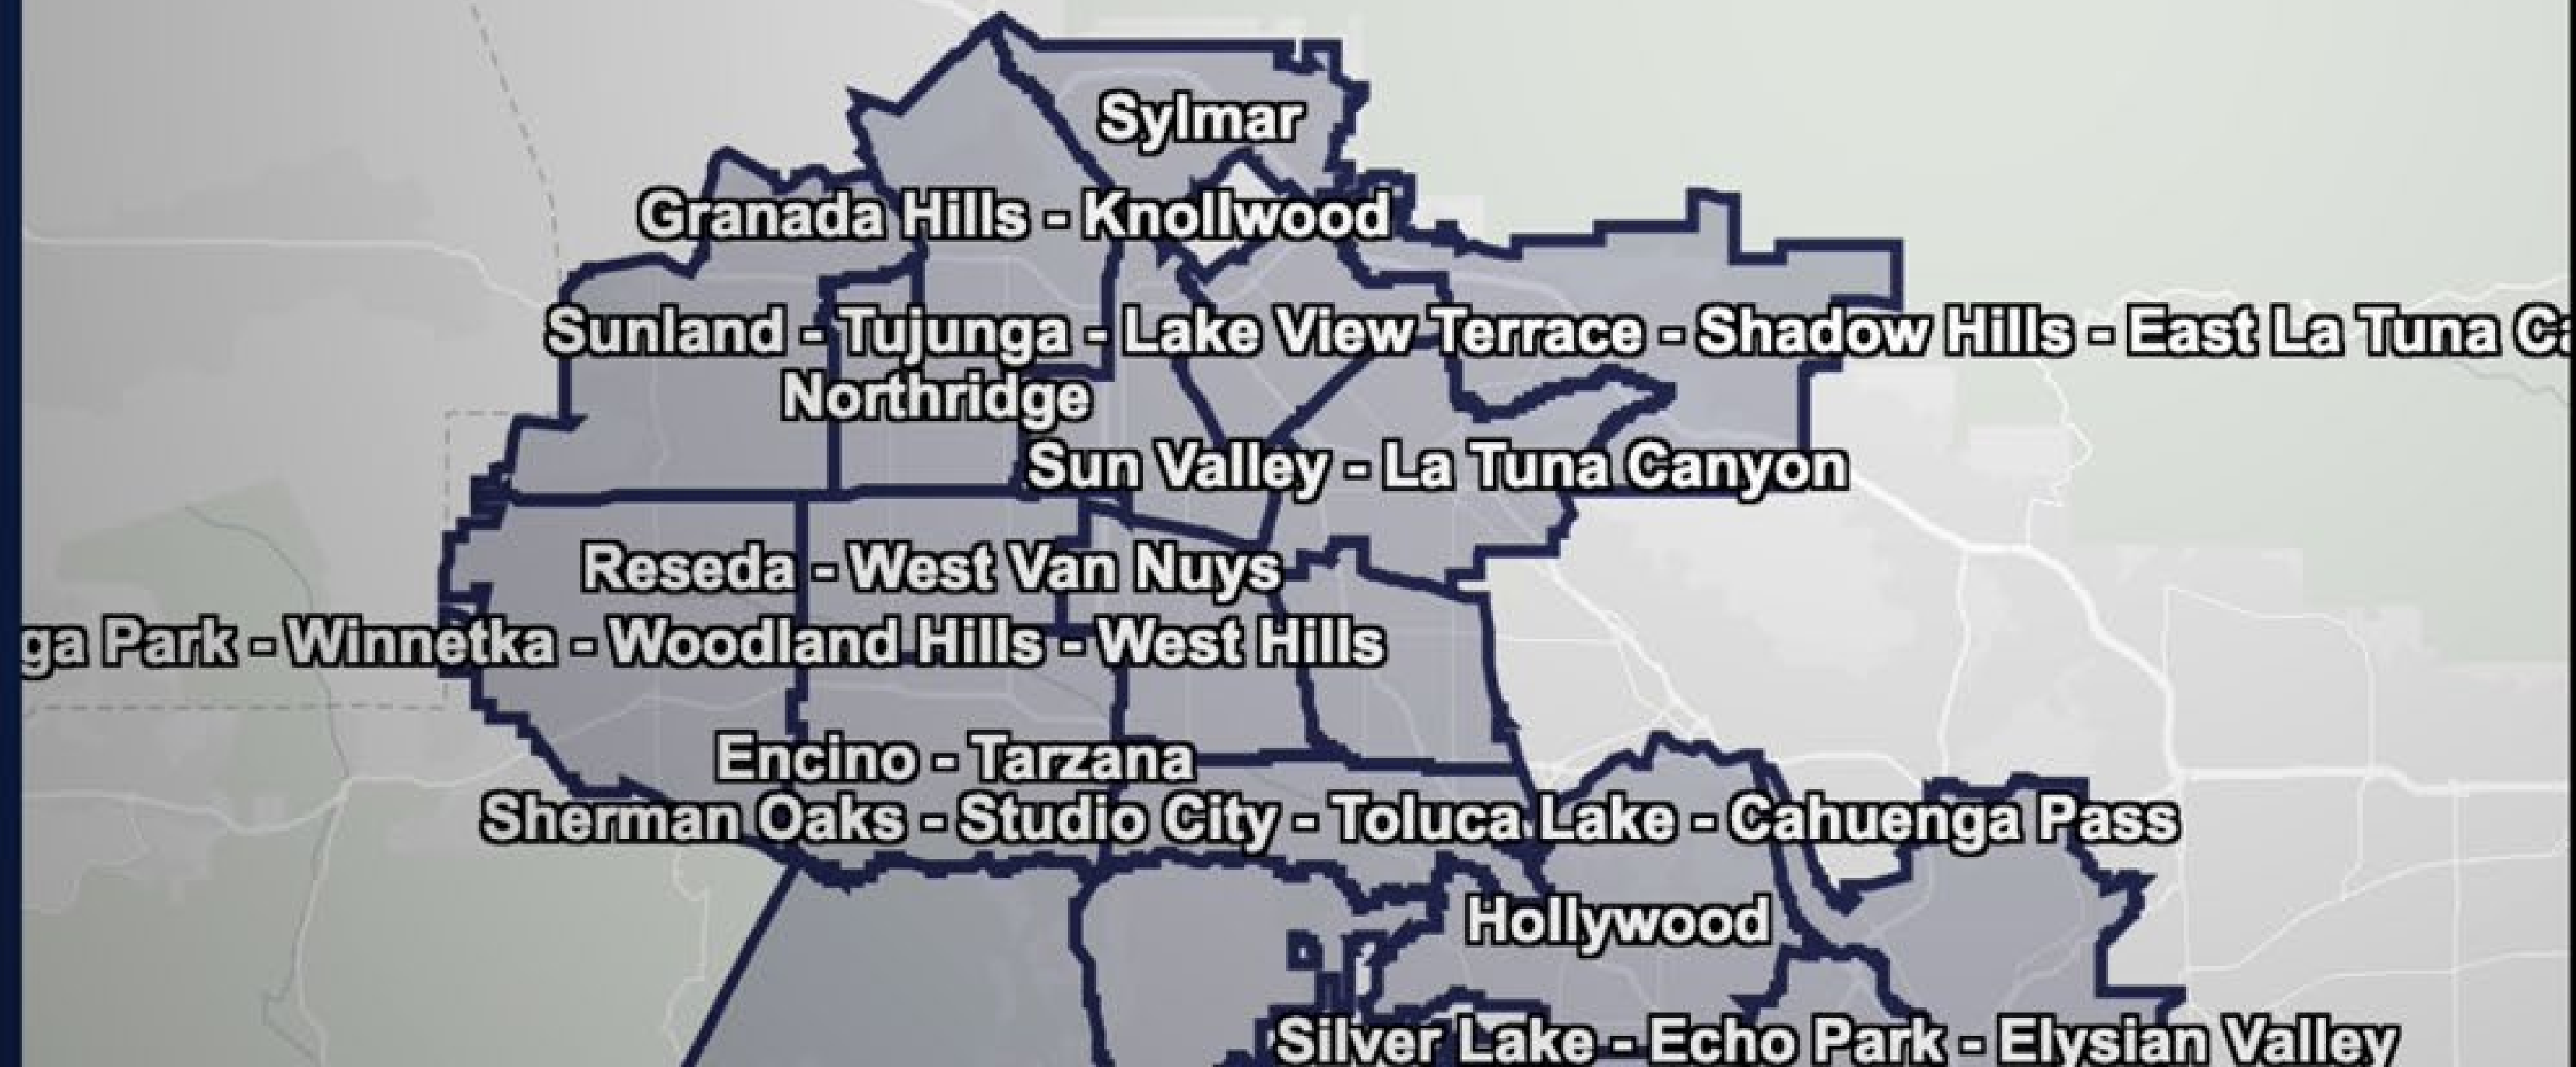 Sylmar
Granada Hills - Knollwood
Sunland - Tujunga - Lake View Terrace - Shadow Hills - East La Tuna
Northridge
Sun Valley - La Tuna Canyon
Reseda - West Van Nuys
Park - Winnetka - Woodland Hills - West Hills
Encino - Tarzana
Sherman Oaks - Studio City - Toluca Lake - Cahuenga Pass
Hollywood
Silver Lake - Echo Park - Elysian Valley